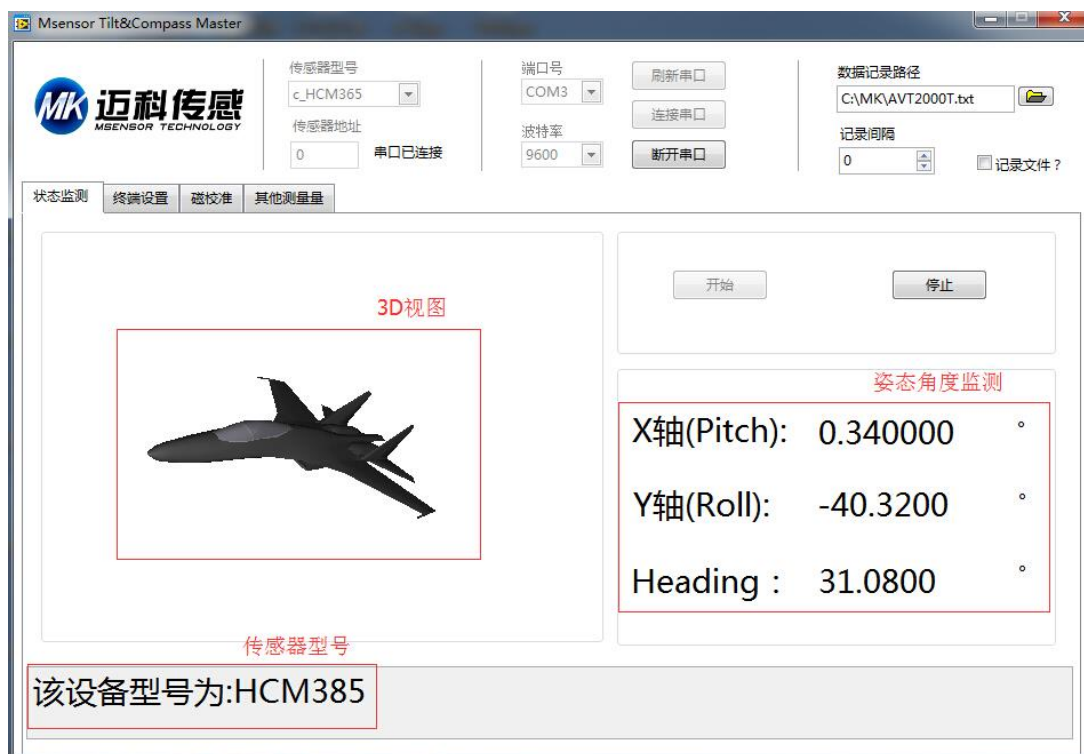 Msensor Tilt&Compass Master
MK 迈科传感
MSENSOR TECHNOLOGY
传感器型号
c_HCM365
传感器地址
0
串口已连接
端口号
COM3
波特率
9600
刷新串口
连接串口
断开串口
数据记录路径
C:\MK\AVT2000T.txt
记录间隔
0
记录文件？
状态监测
终端设置
磁校准
其他测量量
3D视图
开始
停止
姿态角度监测
X轴(Pitch): 0.340000 °
Y轴(Roll): -40.3200 °
Heading： 31.0800 °
传感器型号
该设备型号为:HCM385